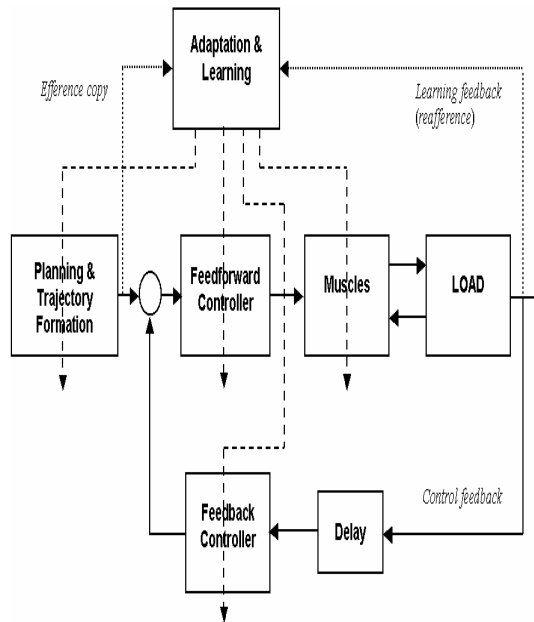 Adaptation &
Learning
Efference copy
Learning feedback
(reafference)
Planning &
Trajectory
Formation
Feedforward
Controller
Muscles
LOAD
Control feedback
Feedback
Controller
Delay